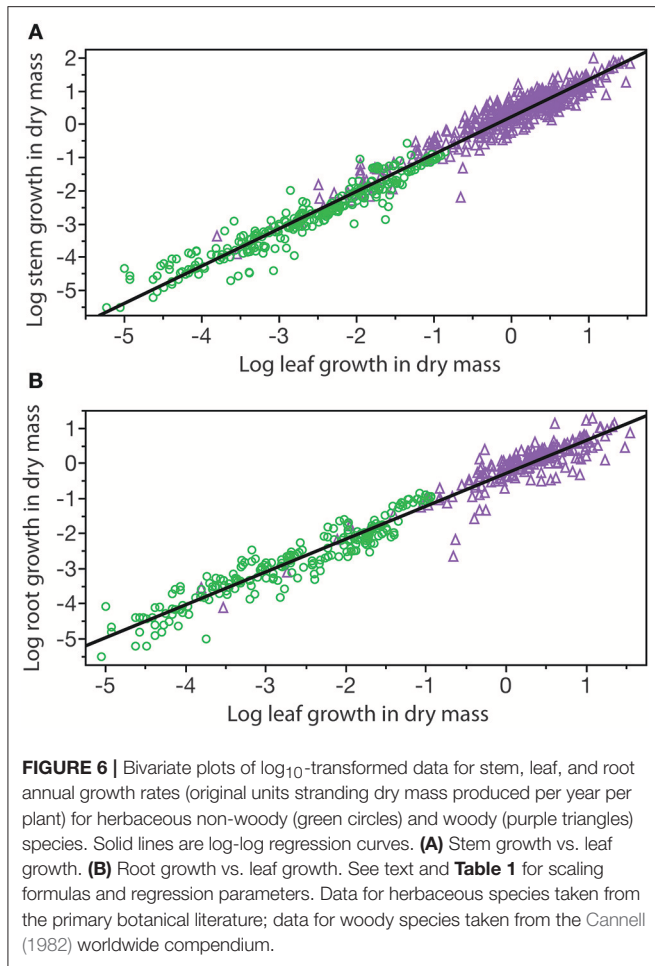 A
Log stem growth in dry mass
2
1
0
-1
-2
-3
-4
-5
-5 -4 -3 -2 -1 0 1
Log leaf growth in dry mass
B
Log root growth in dry mass
1
0
-1
-2
-3
-4
-5
-5 -4 -3 -2 -1 0 1
Log leaf growth in dry mass
FIGURE 6 | Bivariate plots of log10-transformed data for stem, leaf, and root
annual growth rates (original units stranding dry mass produced per year per
plant) for herbaceous non-woody (green circles) and woody (purple triangles)
species. Solid lines are log-log regression curves. (A) Stem growth vs. leaf
growth. (B) Root growth vs. leaf growth. See text and Table 1 for scaling
formulas and regression parameters. Data for herbaceous species taken from
the primary botanical literature; data for woody species taken from the Cannell
(1982) worldwide compendium.